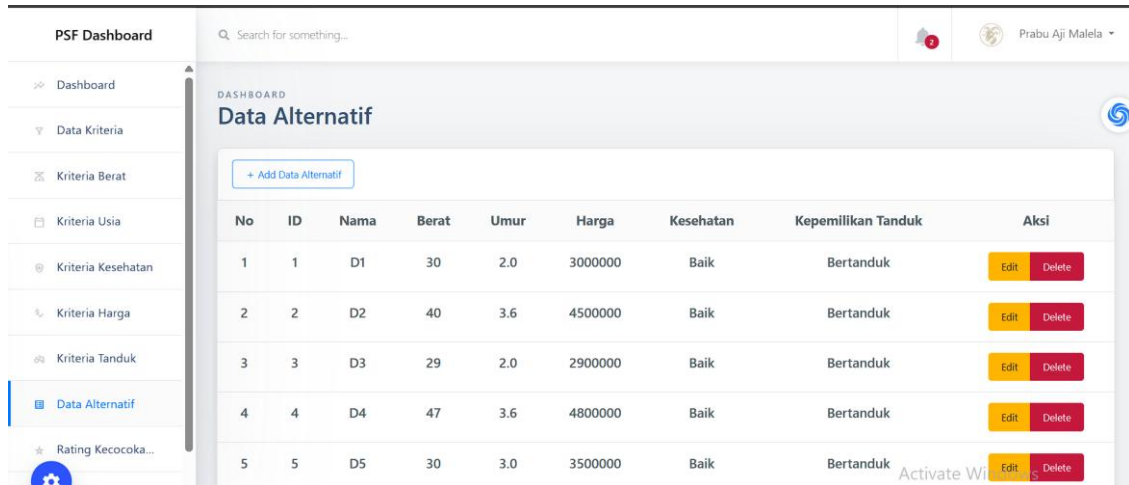 PSF Dashboard
Search for something...
2
Prabu Aji Malela
Dashboard
Data Kriteria
Kriteria Berat
Kriteria Usia
Kriteria Kesehatan
Kriteria Harga
Kriteria Tanduk
Data Alternatif
Rating Kecocoka...
DASHBOARD
Data Alternatif
+ Add Data Alternatif
No ID Nama Berat Umur Harga Kesehatan Kepemilikan Tanduk Aksi
1 1 D1 30 2.0 3000000 Baik Bertanduk Edit Delete
2 2 D2 40 3.6 4500000 Baik Bertanduk Edit Delete
3 3 D3 29 2.0 2900000 Baik Bertanduk Edit Delete
4 4 D4 47 3.6 4800000 Baik Bertanduk Edit Delete
5 5 D5 30 3.0 3500000 Baik Bertanduk Edit Delete
Activate Windows